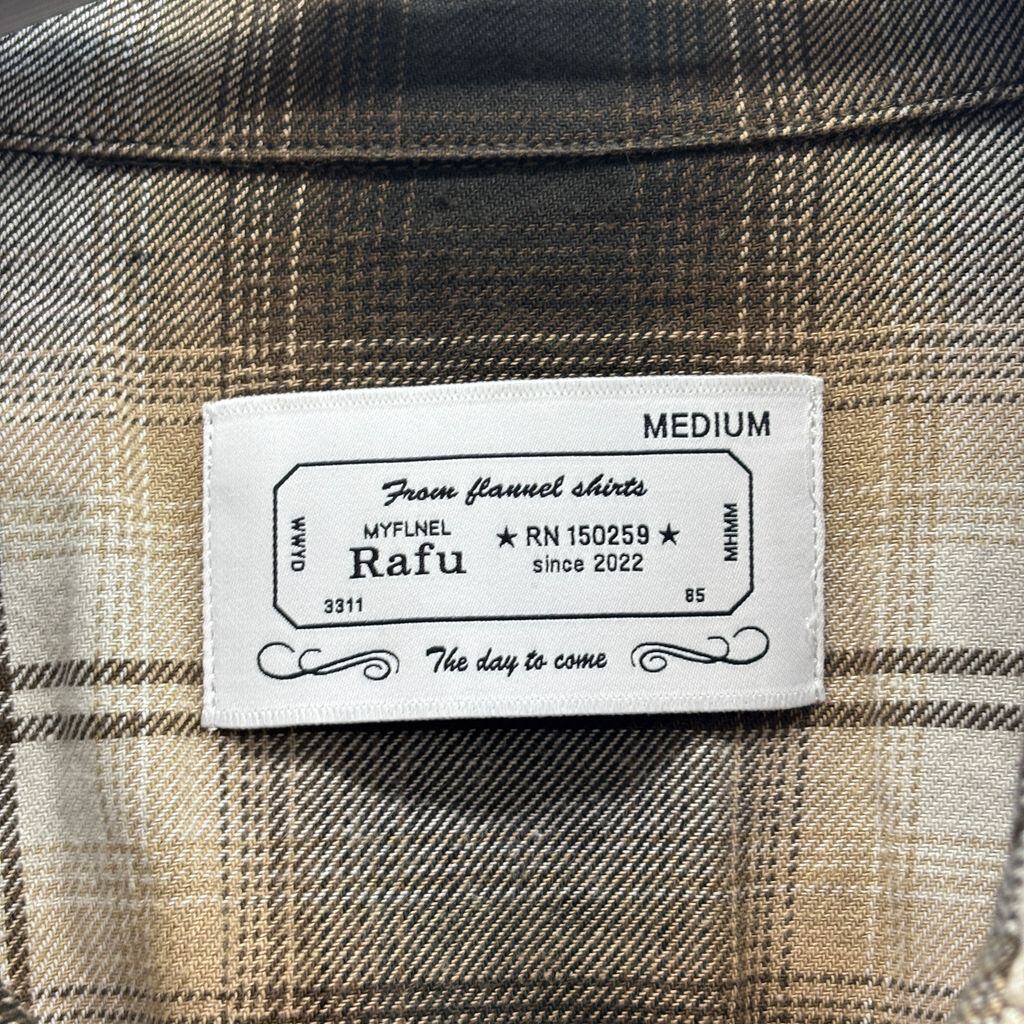 MEDIUM
From flannel shirts
WWYD
MYFLNEL
Rafu
★ RN 150259 ★
since 2022
MHMM
3311
85
The day to come